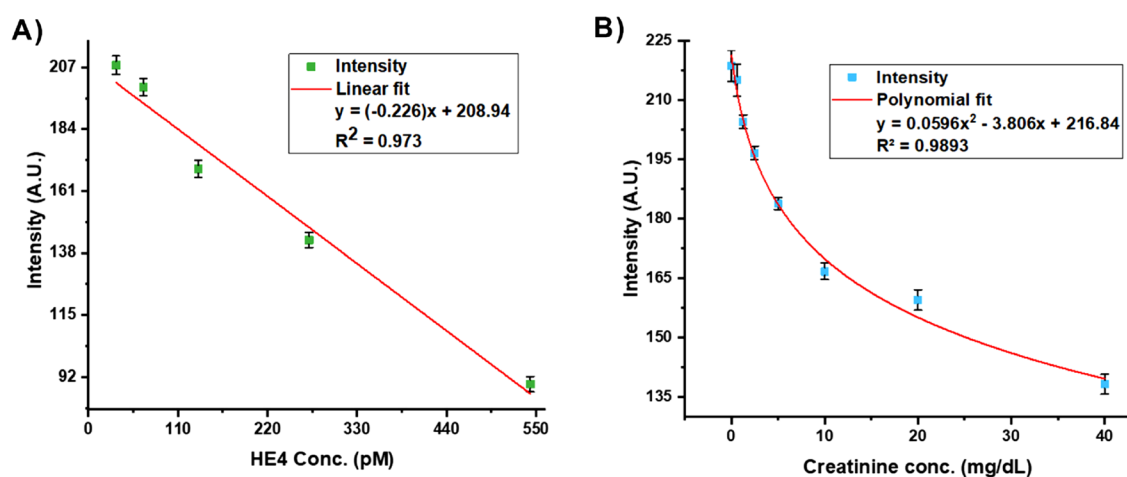 A)
207
184
161
138
115
92
Intensity (A.U.)
0 110 220 330 440 550
HE4 Conc. (pM)
Intensity
Linear fit
y = (-0.226)x + 208.94
R² = 0.973
B)
225
210
195
180
165
150
135
Intensity (A.U.)
0 10 20 30 40
Creatinine conc. (mg/dL)
Intensity
Polynomial fit
y = 0.0596x² - 3.806x + 216.84
R² = 0.9893